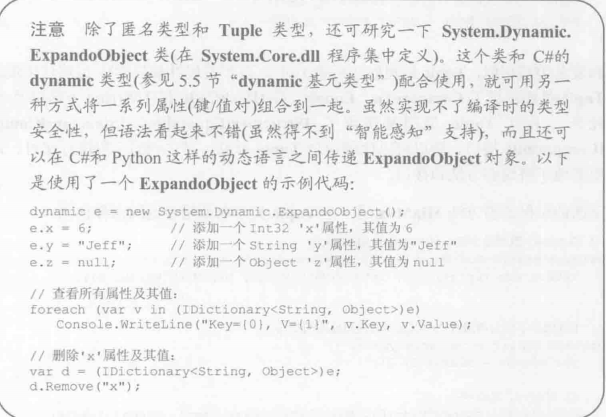 注意 除了匿名类型和 Tuple 类型，还可研究一下 System.Dynamic.
ExpandoObject 类(在 System.Core.dll 程序集中定义)。这个类和 C#的
dynamic 类型(参见 5.5 节“dynamic 基元类型”)配合使用，就可用另一
种方式将一系列属性(键/值对)组合到一起。虽然实现不了编译时的类型
安全性，但语法看起来不错(虽然得不到“智能感知”支持)，而且还可
以在 C#和 Python 这样的动态语言之间传递 ExpandoObject 对象。以下
是使用了一个 ExpandoObject 的示例代码:
dynamic e = new System.Dynamic.ExpandoObject();
e.x = 6; // 添加一个 Int32 'x'属性，其值为 6
e.y = "Jeff"; // 添加一个 String 'y'属性，其值为"Jeff"
e.z = null; // 添加一个 Object 'z'属性，其值为 null
// 查看所有属性及其值:
foreach (var v in (IDictionary<String, Object>)e)
Console.WriteLine("Key={0}, V={1}", v.Key, v.Value);
// 删除'x'属性及其值:
var d = (IDictionary<String, Object>)e;
d.Remove("x");